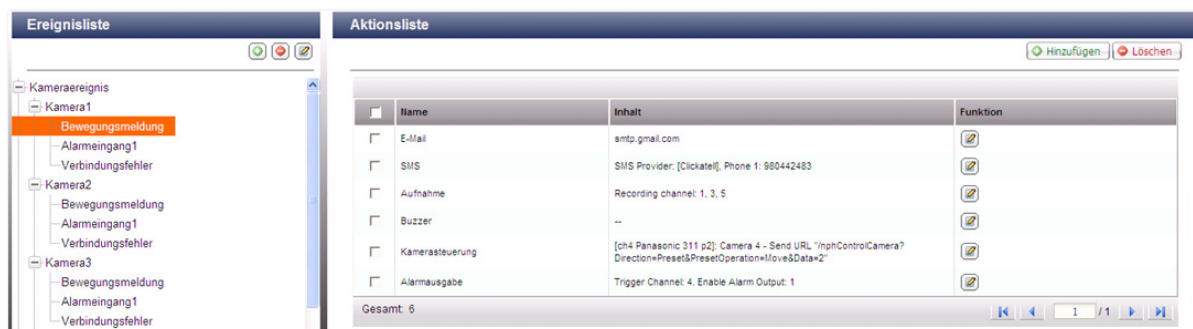 Ereignisliste
Kameraereignis
Kamera1
Bewegungsmeldung
Alarmeingang1
Verbindungsfehler
Kamera2
Bewegungsmeldung
Alarmeingang1
Verbindungsfehler
Kamera3
Bewegungsmeldung
Alarmeingang1
Verbindungsfehler
Aktionsliste
Hinzufügen Löschen
Name Inhalt Funktion
E-Mail smtp.gmail.com
SMS SMS Provider: [Clickatell], Phone 1: 980442483
Aufnahme Recording channel: 1, 3, 5
Buzzer --
Kamerasteuerung [ch4 Panasonic 311 p2]: Camera 4 - Send URL "/nphControlCamera?
Direction=Preset&PresetOperation=Move&Data=2"
Alarmausgabe Trigger Channel: 4. Enable Alarm Output: 1
Gesamt: 6 1 / 1